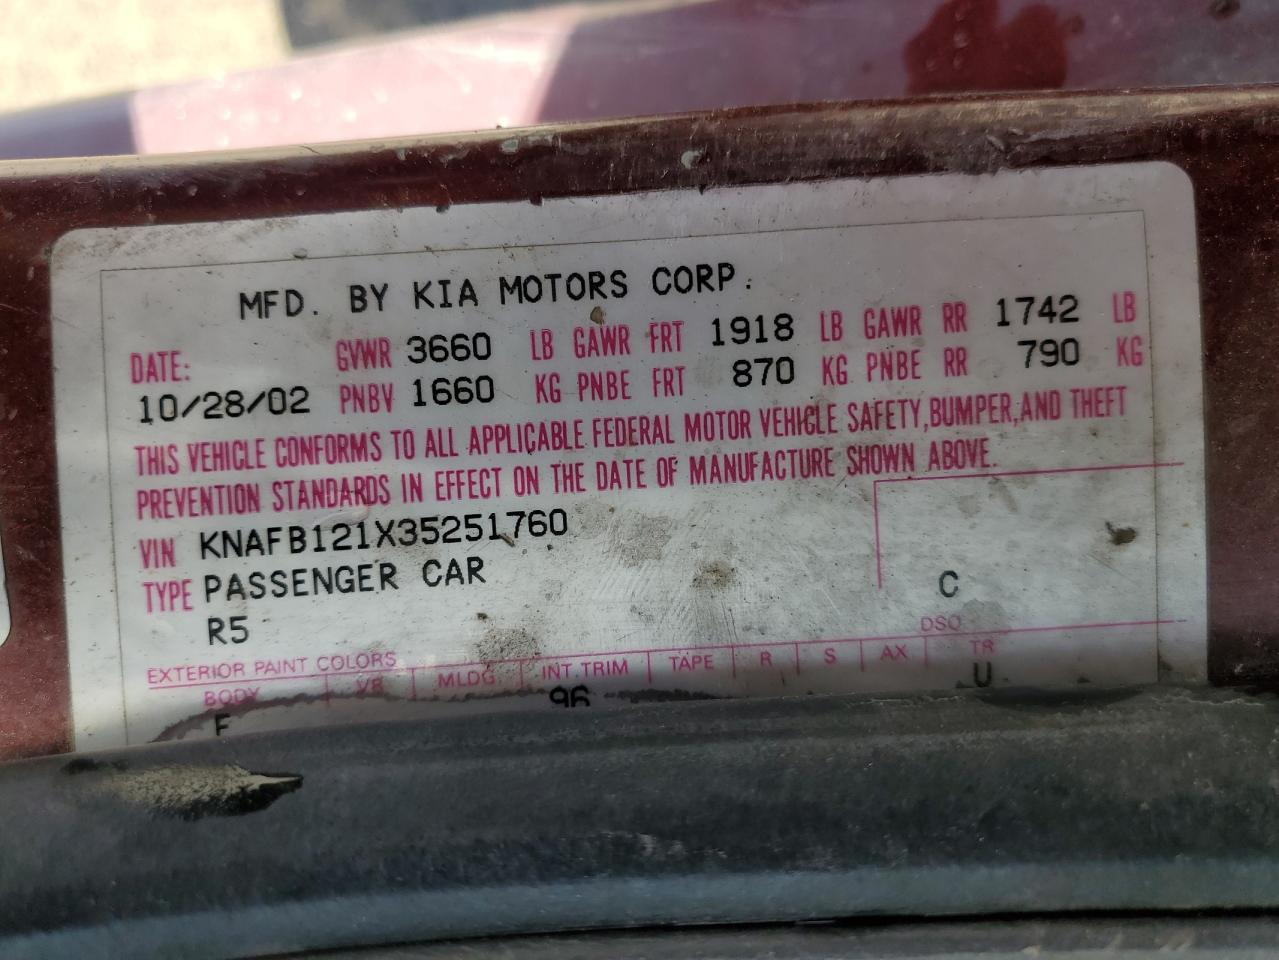 MFD. BY KIA MOTORS CORP.
DATE: GVWR 3660 LB GAWR FRT 1918 LB GAWR RR 1742 LB
10/28/02 PNBV 1660 KG PNBE FRT 870 KG PNBE RR 790 KG
THIS VEHICLE CONFORMS TO ALL APPLICABLE FEDERAL MOTOR VEHICLE SAFETY, BUMPER, AND THEFT
PREVENTION STANDARDS IN EFFECT ON THE DATE OF MANUFACTURE SHOWN ABOVE.
VIN KNAFB121X35251760
TYPE PASSENGER CAR
C
R5
DSO
EXTERIOR PAINT COLORS INT. TRIM TAPE R S AX TR
BODY VR MLDG
F 96 U